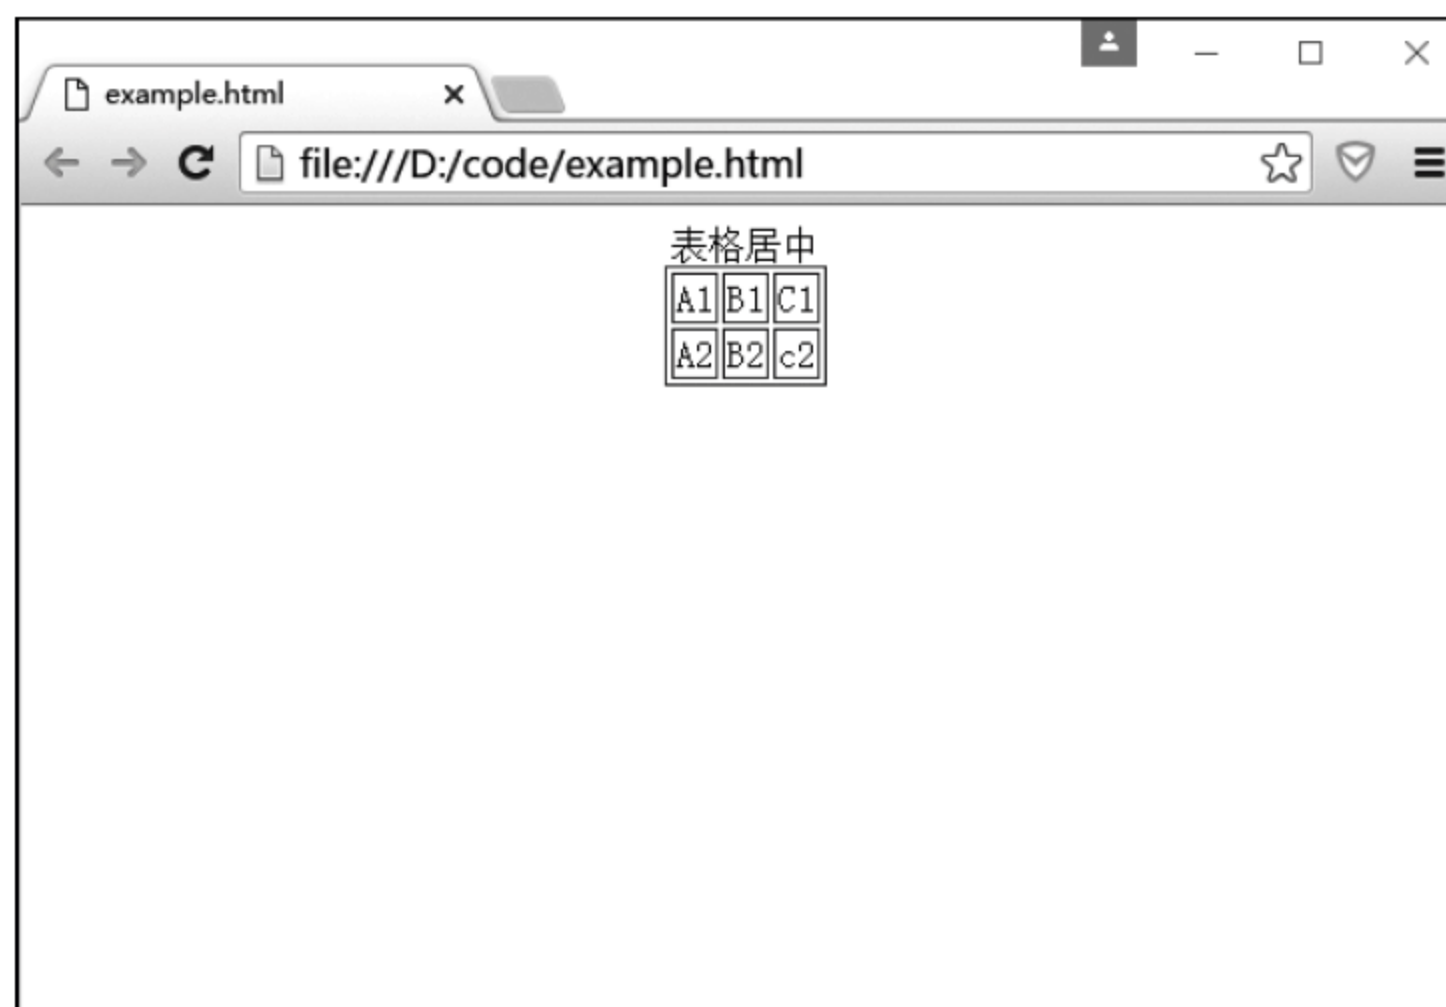 example.html
file:///D:/code/example.html
表格居中
A1 B1 C1
A2 B2 c2